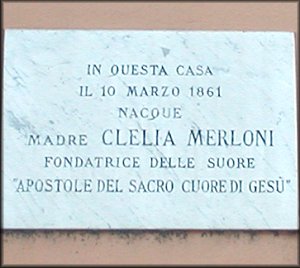 IN QUESTA CASA
IL 10 MARZO 1861
NACQUE
MADRE CLELIA MERLONI
FONDATRICE DELLE SUORE
"APOSTOLE DEL SACRO CUORE DI GESÙ"